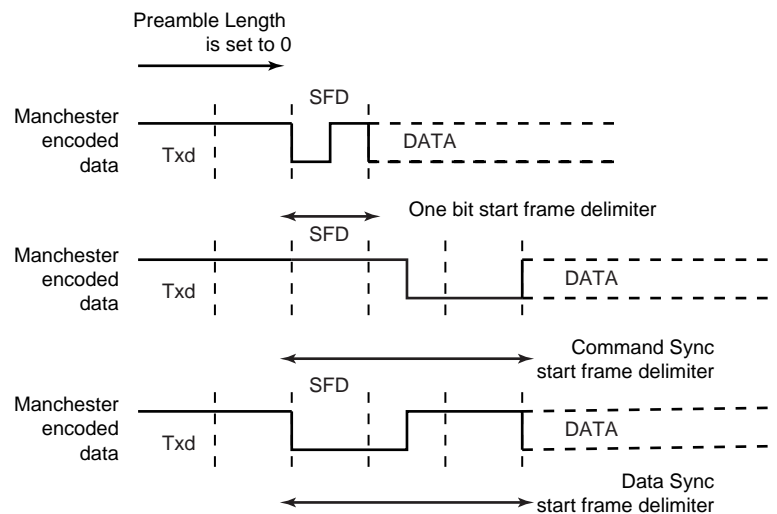 Preamble Length
is set to 0
SFD
Manchester
encoded
data
Txd
DATA
One bit start frame delimiter
SFD
Manchester
encoded
data
Txd
DATA
Command Sync
start frame delimiter
SFD
Manchester
encoded
data
Txd
DATA
Data Sync
start frame delimiter